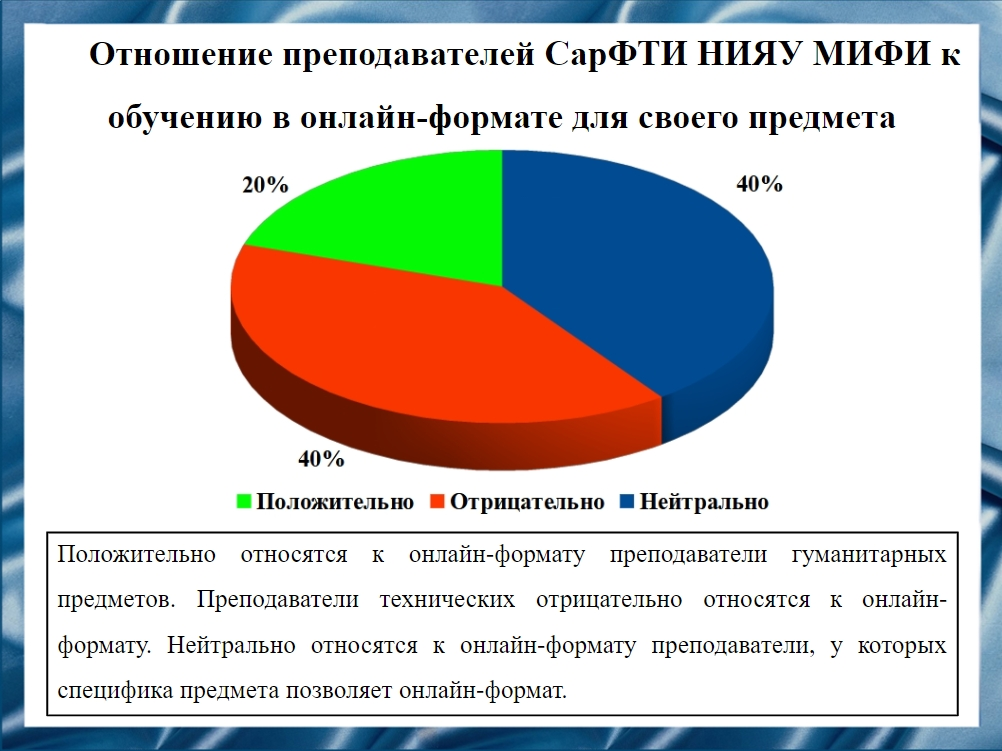 Отношение преподавателей СарФТИ НИЯУ МИФИ к
обучению в онлайн-формате для своего предмета
20%
40%
40%
Положительно Отрицательно Нейтрально
Положительно относятся к онлайн-формату преподаватели гуманитарных
предметов. Преподаватели технических отрицательно относятся к онлайн-
формату. Нейтрально относятся к онлайн-формату преподаватели, у которых
специфика предмета позволяет онлайн-формат.